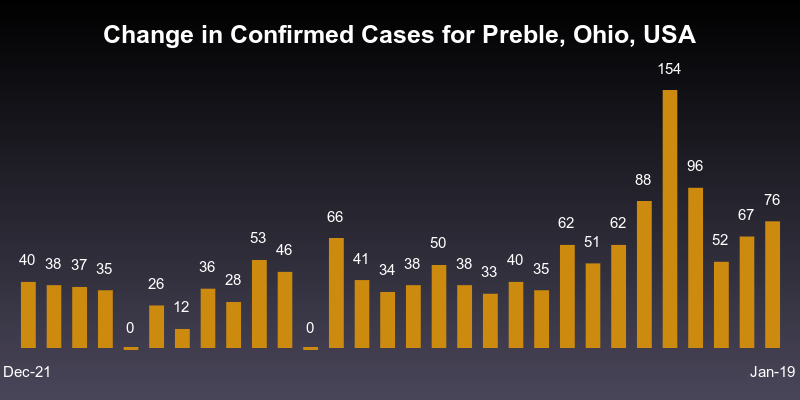 Change in Confirmed Cases for Preble, Ohio, USA
40 38 37 35 0 26 12 36 28 53 46 0 66 41 34 38 50 38 33 40 35 62 51 62 88 154 96 52 67 76
Dec-21 Jan-19